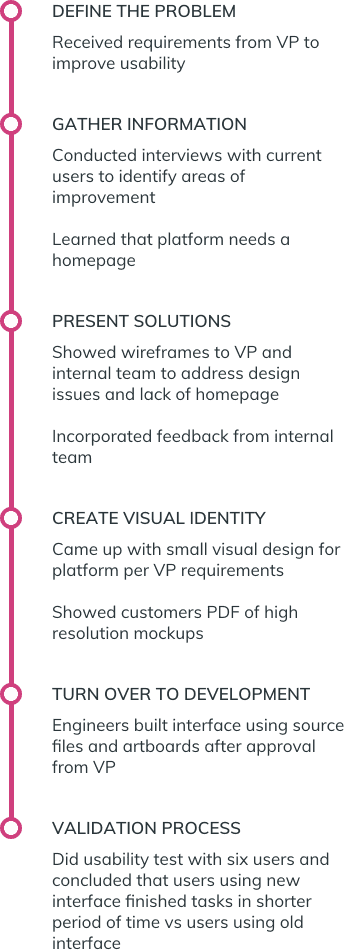 DEFINE THE PROBLEM
Received requirements from VP to
improve usability
GATHER INFORMATION
Conducted interviews with current
users to identify areas of
improvement
Learned that platform needs a
homepage
PRESENT SOLUTIONS
Showed wireframes to VP and
internal team to address design
issues and lack of homepage
Incorporated feedback from internal
team
CREATE VISUAL IDENTITY
Came up with small visual design for
platform per VP requirements
Showed customers PDF of high
resolution mockups
TURN OVER TO DEVELOPMENT
Engineers built interface using source
files and artboards after approval
from VP
VALIDATION PROCESS
Did usability test with six users and
concluded that users using new
interface finished tasks in shorter
period of time vs users using old
interface